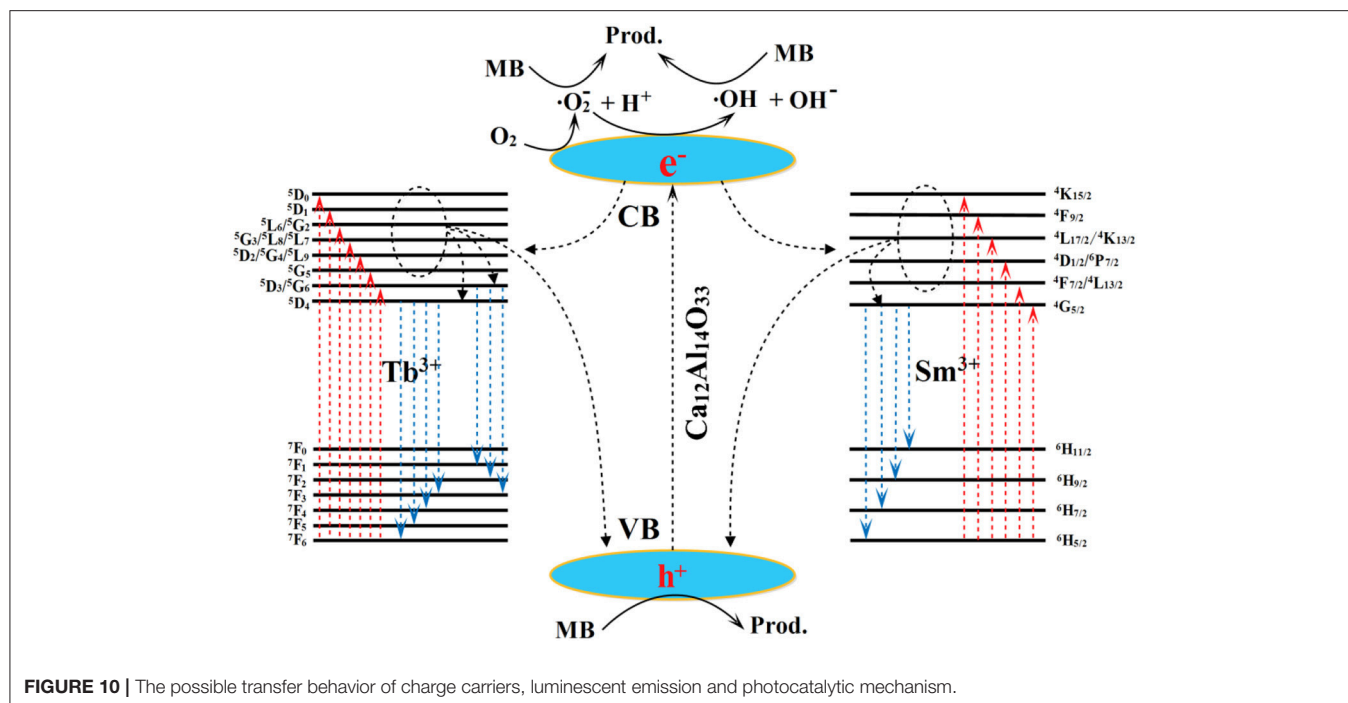 Prod.
MB
MB
·O₂⁻ + H⁺
·OH + OH⁻
O₂
e⁻
CB
⁵D₀
⁵D₁
⁵L₆/⁵G₂
⁵G₃/⁵L₈/⁵L₇
⁵D₂/⁵G₄/⁵L₉
⁵G₅
⁵D₃/⁵G₆
⁵D₄
Tb³⁺
⁷F₀
⁷F₁
⁷F₂
⁷F₃
⁷F₄
⁷F₅
⁷F₆
Ca₁₂Al₁₄O₃₃
⁴K₁₅/₂
⁴F₉/₂
⁴L₁₇/₂/⁴K₁₃/₂
⁴D₁/₂/⁶P₇/₂
⁴F₇/₂/⁴L₁₃/₂
⁴G₅/₂
Sm³⁺
⁶H₁₁/₂
⁶H₉/₂
⁶H₇/₂
⁶H₅/₂
VB
h⁺
MB
Prod.
FIGURE 10 | The possible transfer behavior of charge carriers, luminescent emission and photocatalytic mechanism.